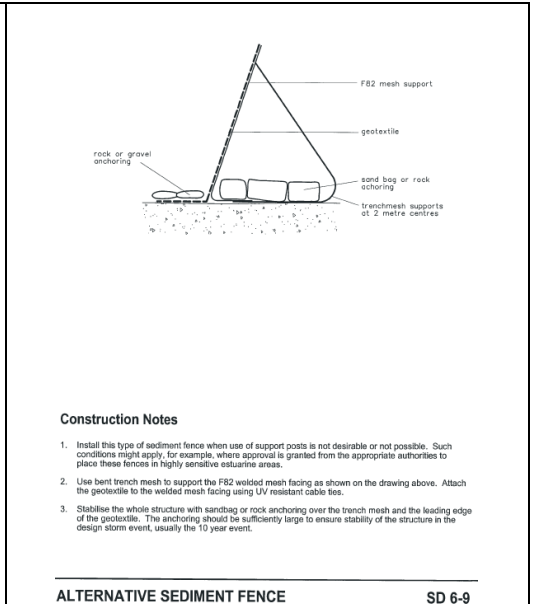 F82 mesh support
geotextile
rock or gravel
anchoring
sand bag or rock
achoring
trenchmesh supports
at 2 metre centres
Construction Notes
1. Install this type of sediment fence when use of support posts is not desirable or not possible. Such
conditions might apply, for example, where approval is granted from the appropriate authorities to
place these fences in highly sensitive estuarine areas.
2. Use bent trench mesh to support the F82 welded mesh facing as shown on the drawing above. Attach
the geotextile to the welded mesh facing using UV resistant cable ties.
3. Stabilise the whole structure with sandbag or rock anchoring over the trench mesh and the leading edge
of the geotextile. The anchoring should be sufficiently large to ensure stability of the structure in the
design storm event, usually the 10 year event.
ALTERNATIVE SEDIMENT FENCE SD 6-9